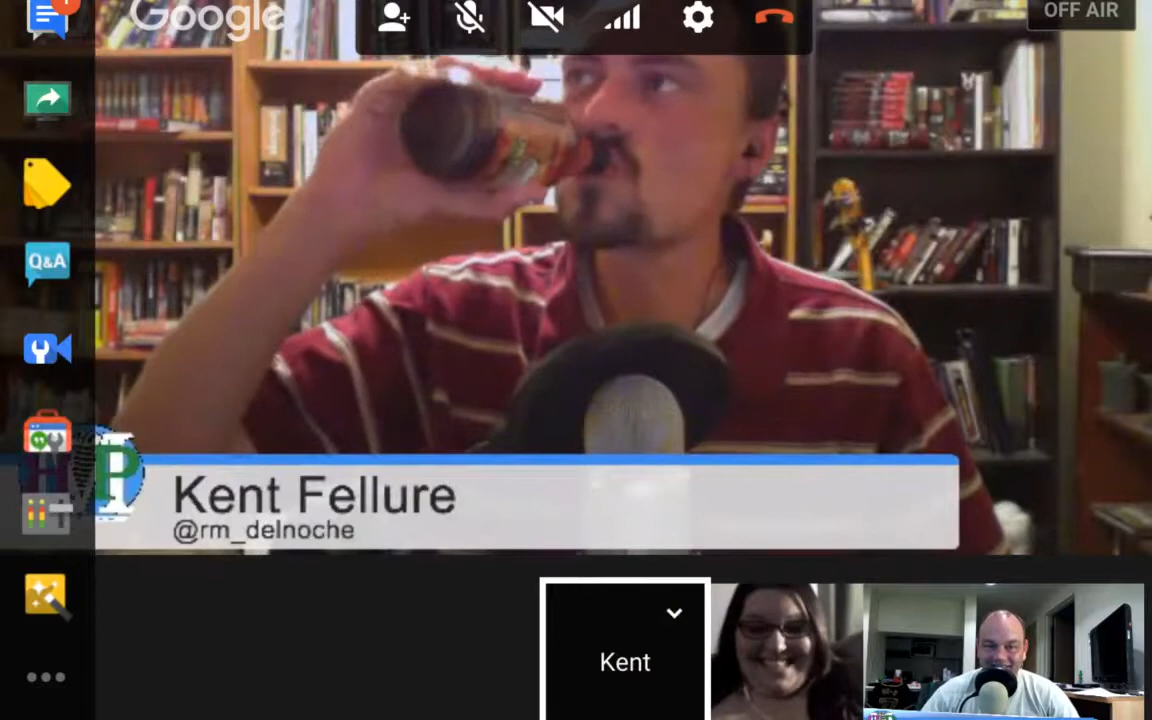 Google
OFF AIR
Q&A
Kent Fellure
@rm_delnoche
Kent